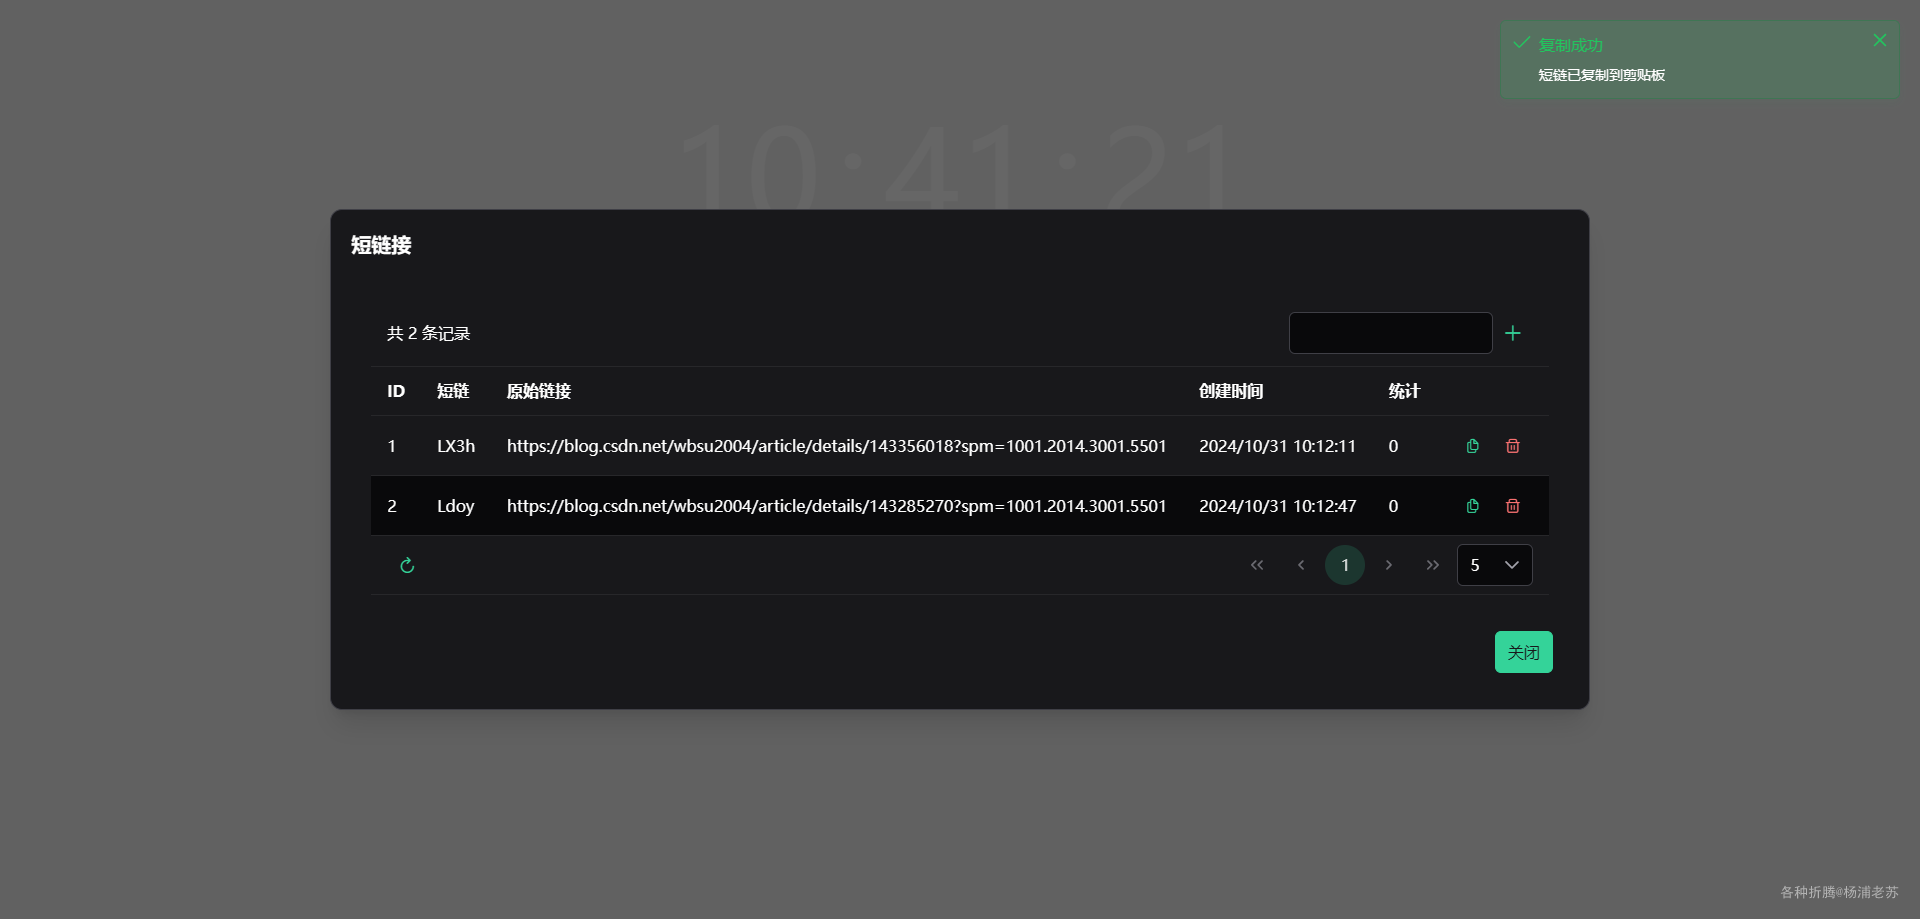 复制成功
短链已复制到剪贴板
10:41:21
短链接
共 2 条记录
ID 短链 原始链接 创建时间 统计
1 LX3h https://blog.csdn.net/wbsu2004/article/details/143356018?spm=1001.2014.3001.5501 2024/10/31 10:12:11 0
2 Ldoy https://blog.csdn.net/wbsu2004/article/details/143285270?spm=1001.2014.3001.5501 2024/10/31 10:12:47 0
1 5
关闭
各种折腾@杨浦老苏